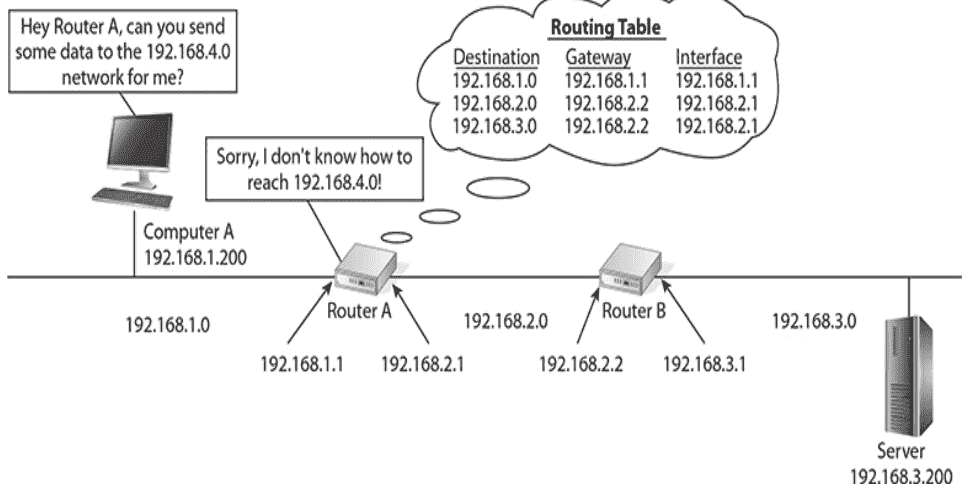 Hey Router A, can you send
some data to the 192.168.4.0
network for me?
Routing Table
Destination Gateway Interface
192.168.1.0 192.168.1.1 192.168.1.1
192.168.2.0 192.168.2.2 192.168.2.1
192.168.3.0 192.168.2.2 192.168.2.1
Sorry, I don't know how to
reach 192.168.4.0!
Computer A
192.168.1.200
Router A
Router B
192.168.1.0
192.168.2.0
192.168.3.0
192.168.1.1
192.168.2.1
192.168.2.2
192.168.3.1
Server
192.168.3.200